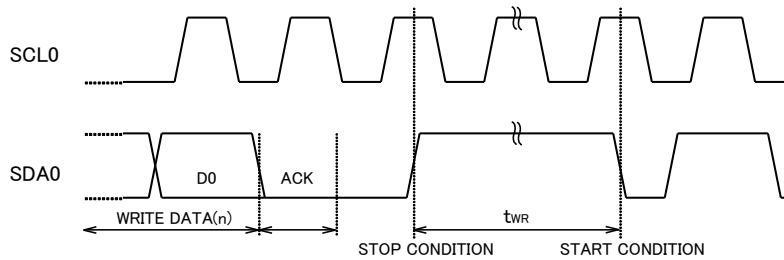 SCL0
SDA0
D0
ACK
WRITE DATA(n)
tWR
STOP CONDITION
START CONDITION